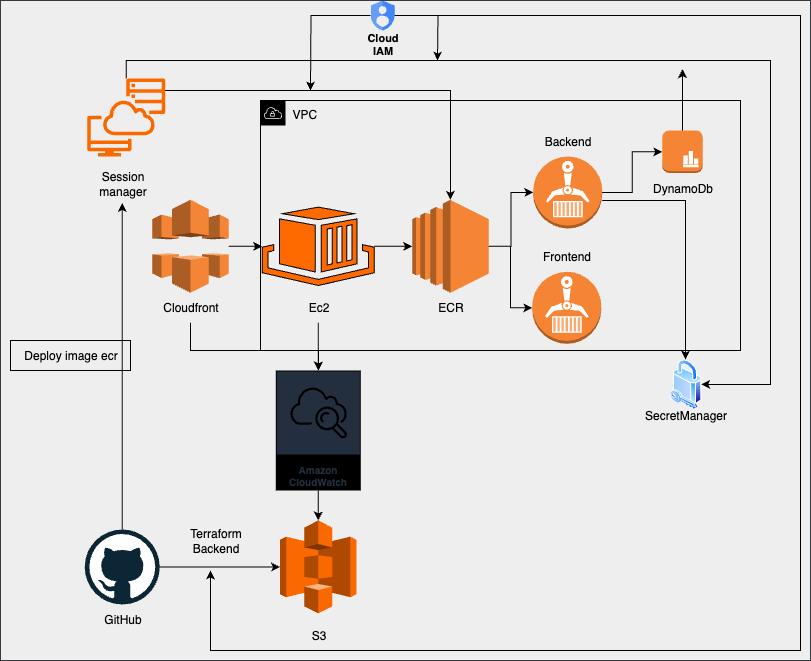 Cloud
IAM
VPC
Session
manager
Backend
DynamoDb
Cloudfront
Ec2
ECR
Frontend
Deploy image ecr
SecretManager
Amazon
CloudWatch
Terraform
Backend
GitHub
S3